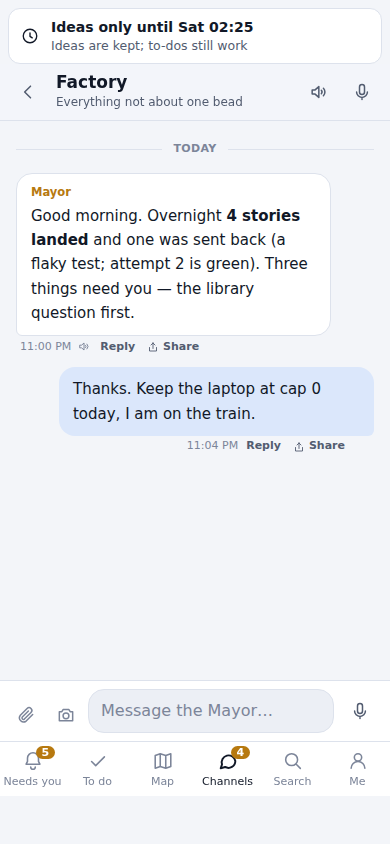 Ideas only until Sat 02:25
Ideas are kept; to-dos still work
Factory
Everything not about one bead
TODAY
Mayor
Good morning. Overnight 4 stories
landed and one was sent back (a
flaky test; attempt 2 is green). Three
things need you — the library
question first.
11:00 PM Reply Share
Thanks. Keep the laptop at cap 0
today, I am on the train.
11:04 PM Reply Share
Message the Mayor…
5 4
Needs you To do Map Channels Search Me